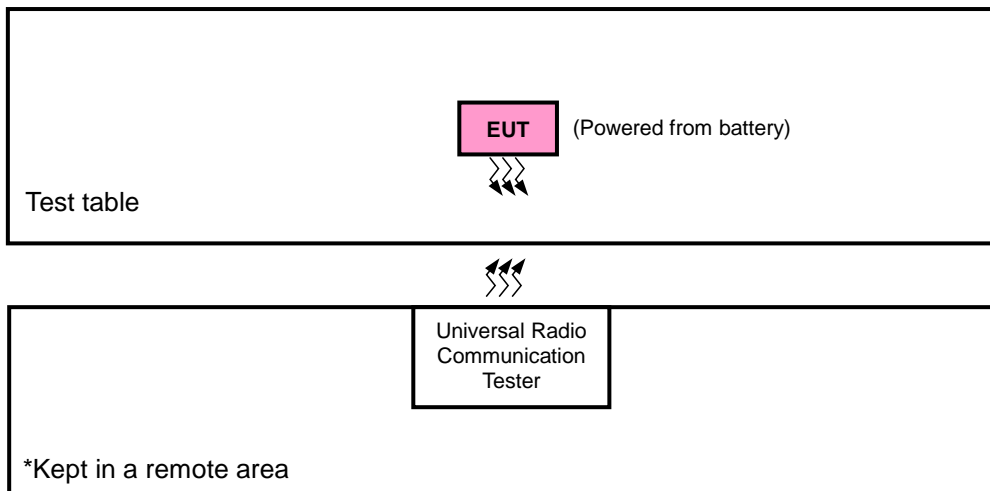 EUT (Powered from battery)
Test table
Universal Radio
Communication
Tester
*Kept in a remote area